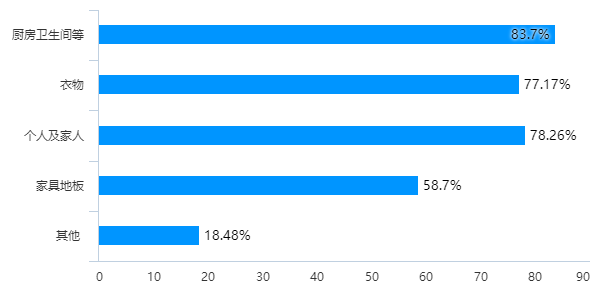 厨房卫生间等 83.7%
衣物 77.17%
个人及家人 78.26%
家具地板 58.7%
其他 18.48%
0 10 20 30 40 50 60 70 80 90